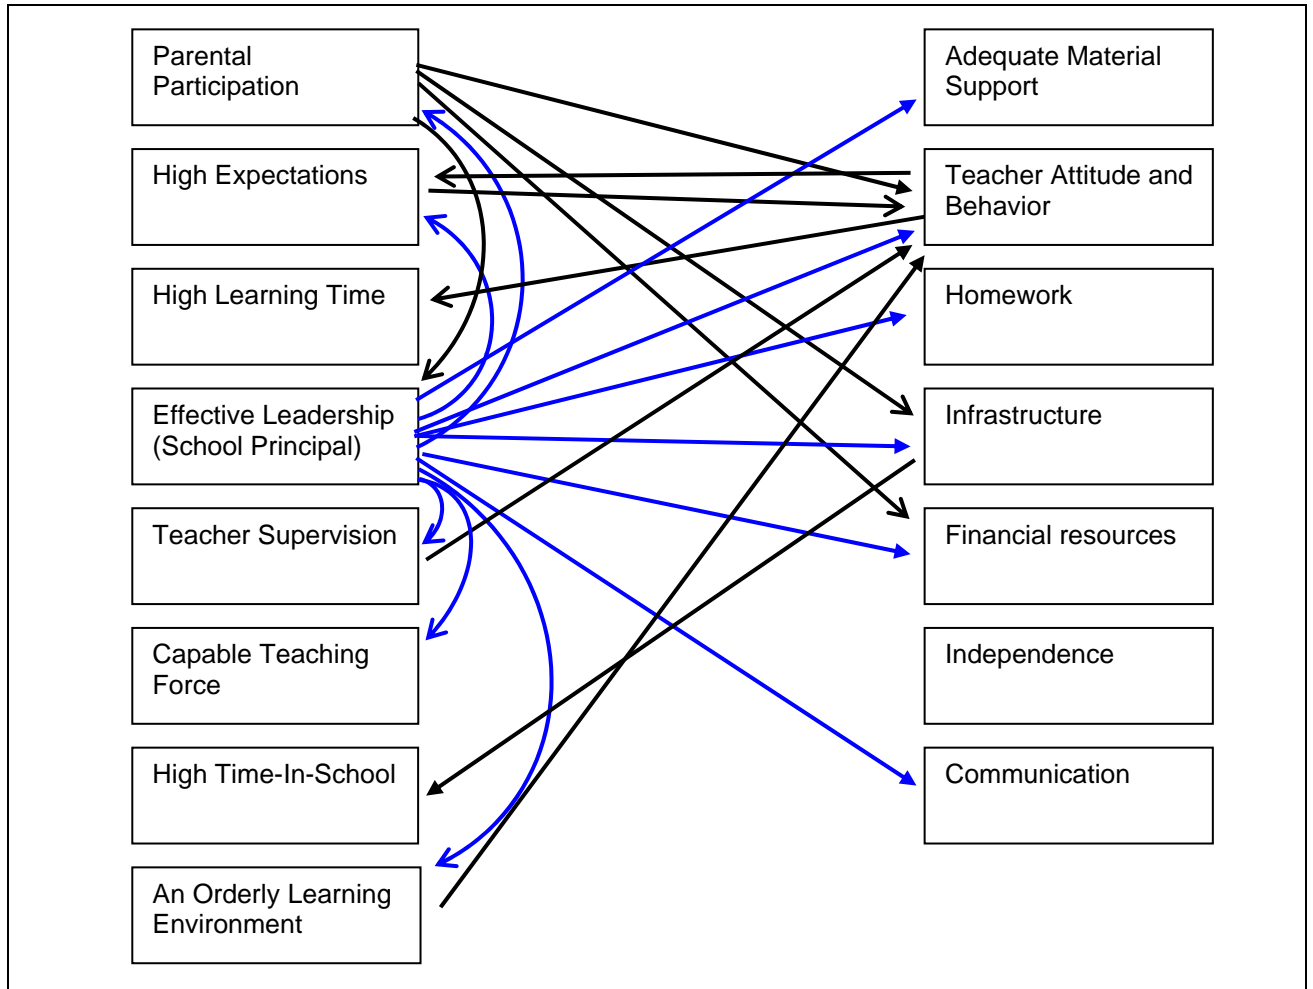 Parental
Participation
High Expectations
High Learning Time
Effective Leadership
(School Principal)
Teacher Supervision
Capable Teaching
Force
High Time-In-School
An Orderly Learning
Environment
Adequate Material
Support
Teacher Attitude and
Behavior
Homework
Infrastructure
Financial resources
Independence
Communication